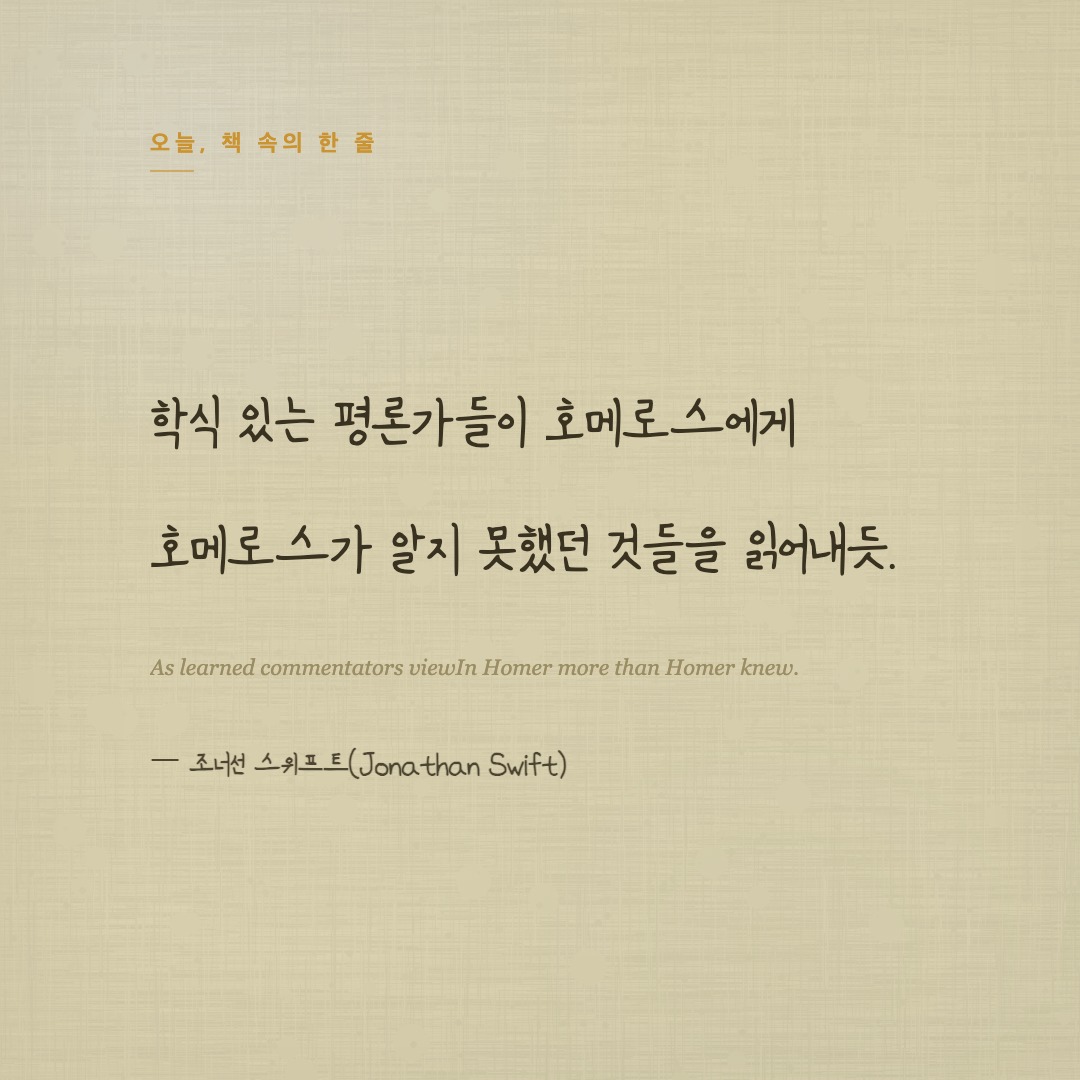 오늘, 책 속의 한 줄
학식 있는 평론가들이 호메로스에게
호메로스가 알지 못했던 것들을 읽어내듯.
As learned commentators viewIn Homer more than Homer knew.
— 조너선 스위프트(Jonathan Swift)